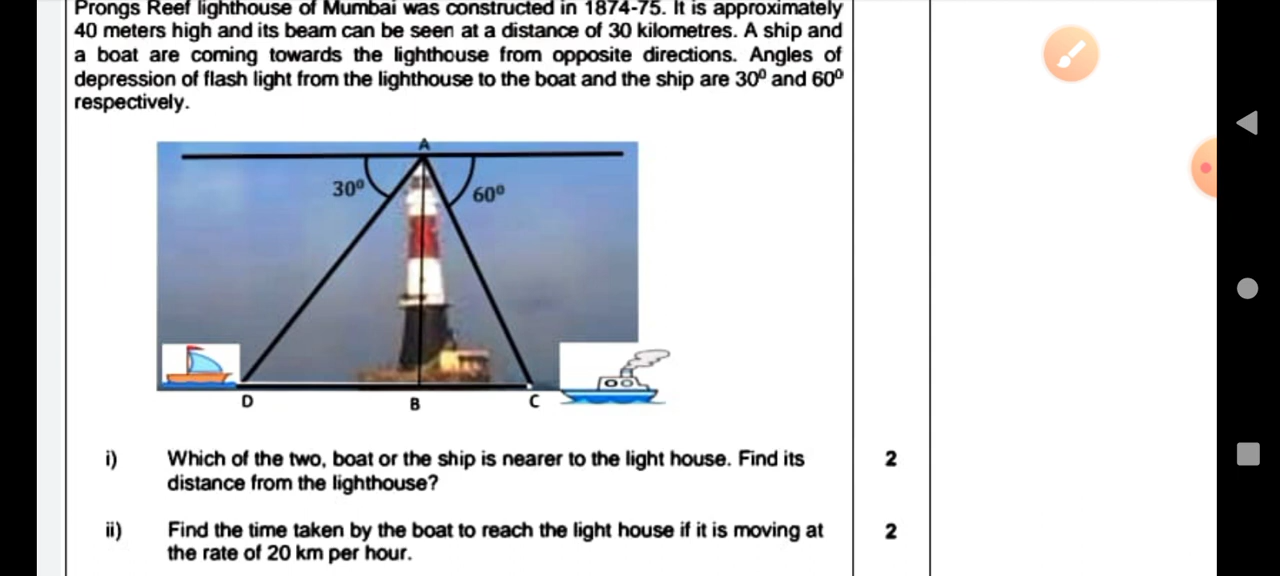 Prongs Reef lighthouse of Mumbai was constructed in 1874-75. It is approximately
40 meters high and its beam can be seen at a distance of 30 kilometres. A ship and
a boat are coming towards the lighthouse from opposite directions. Angles of
depression of flash light from the lighthouse to the boat and the ship are 30⁰ and 60⁰
respectively.
A
30⁰
60⁰
D
B
C
i) Which of the two, boat or the ship is nearer to the light house. Find its 2
distance from the lighthouse?
ii) Find the time taken by the boat to reach the light house if it is moving at 2
the rate of 20 km per hour.